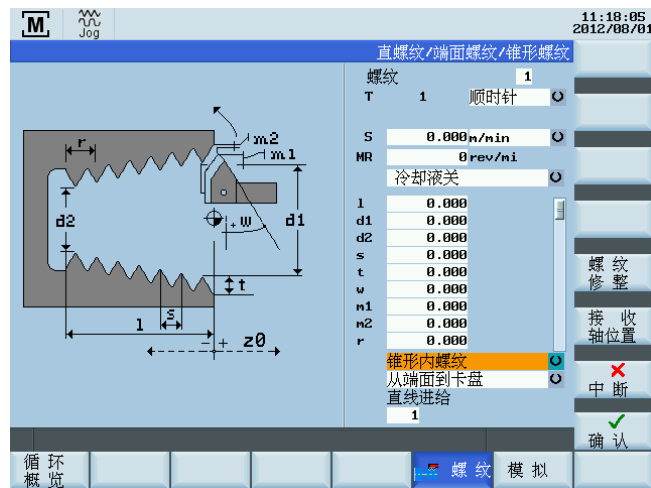 M
Jog
11:18:05
2012/08/01
直螺纹/端面螺纹/锥形螺纹
螺纹 1
T 1 顺时针
S 0.000 m/min
MR 0 rev/mi
冷却液关
l 0.000
d1 0.000
d2 0.000
s 0.000
t 0.000
w 0.000
m1 0.000
m2 0.000
r 0.000
锥形内螺纹
从端面到卡盘
直线进给
1
r
m2
m1
d2
w
d1
t
s
l
- + z0
螺纹
修整
接收
轴位置
中断
确认
循环
概览
螺纹
模拟